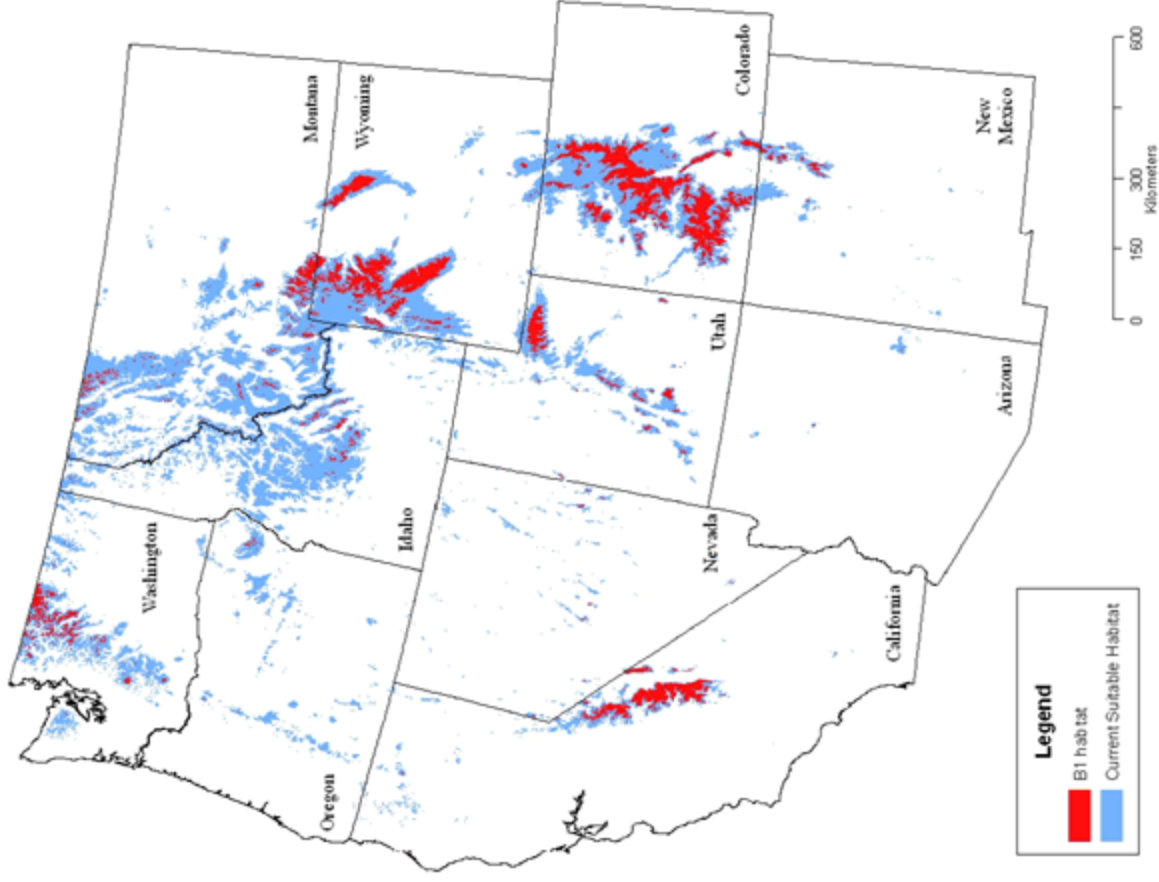 Washington
Montana
Oregon
Idaho
Wyoming
Nevada
Utah
Colorado
California
Arizona
New
Mexico
Legend
B1 habitat
Current Suitable Habitat
0 150 300 600
Kilometers